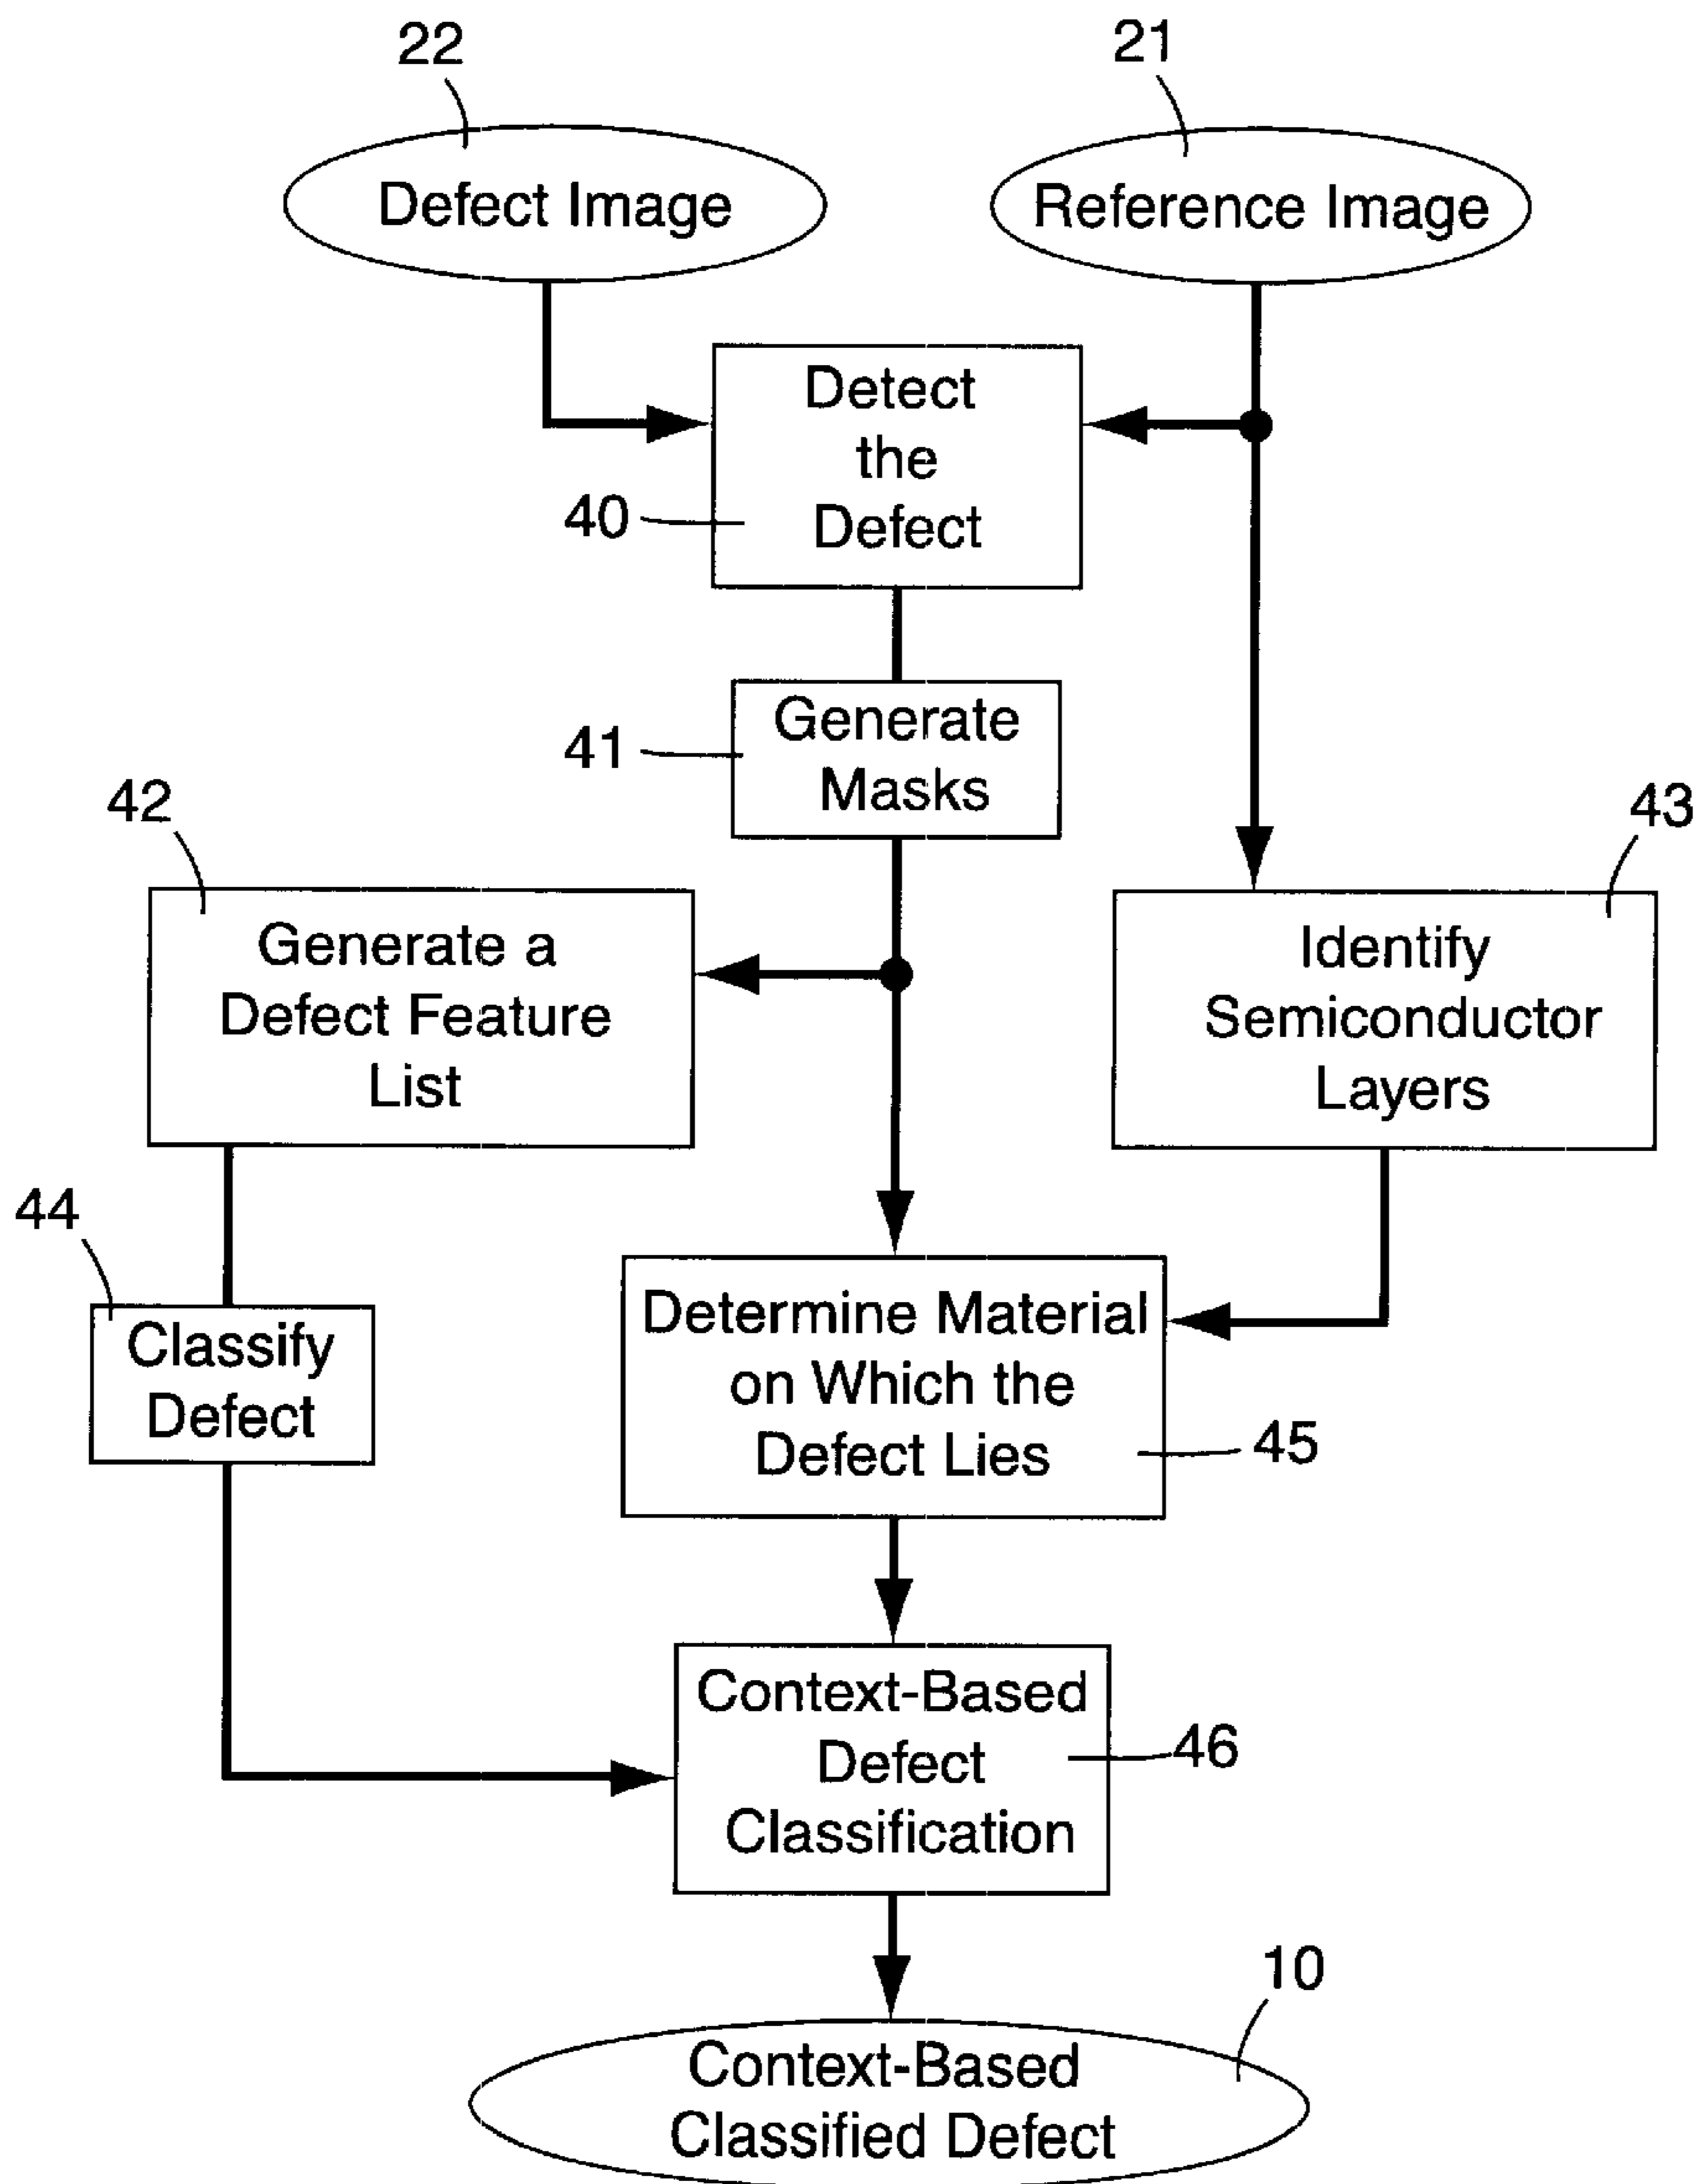 22
21
Defect Image
Reference Image
Detect
the
Defect
40
Generate
Masks
41
42
43
Generate a
Defect Feature
List
Identify
Semiconductor
Layers
44
Classify
Defect
Determine Material
on Which the
Defect Lies
45
Context-Based
Defect
Classification
46
10
Context-Based
Classified Defect